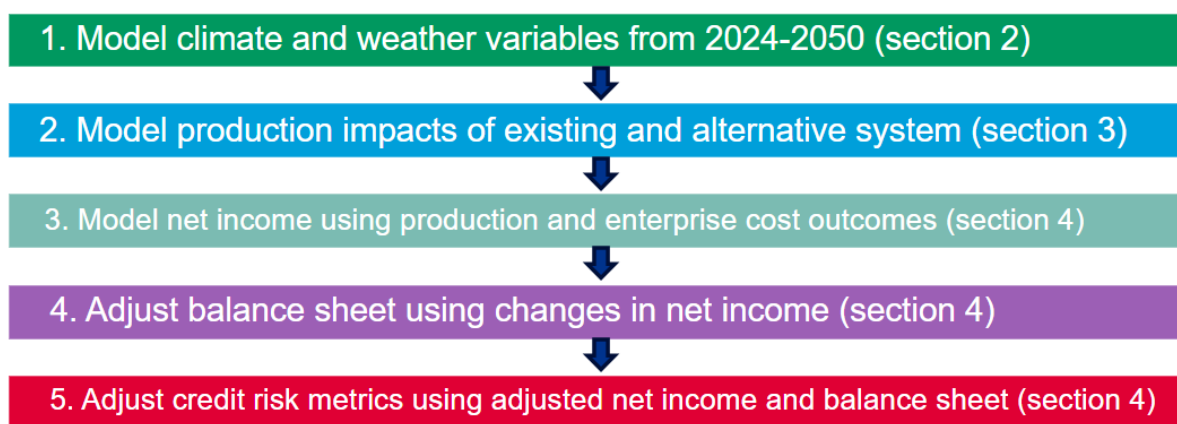 1. Model climate and weather variables from 2024-2050 (section 2)
2. Model production impacts of existing and alternative system (section 3)
3. Model net income using production and enterprise cost outcomes (section 4)
4. Adjust balance sheet using changes in net income (section 4)
5. Adjust credit risk metrics using adjusted net income and balance sheet (section 4)